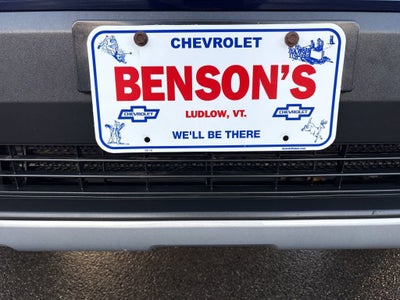 CHEVROLET
BENSON'S
LUDLOW, VT.
CHEVROLET CHEVROLET
WE'LL BE THERE